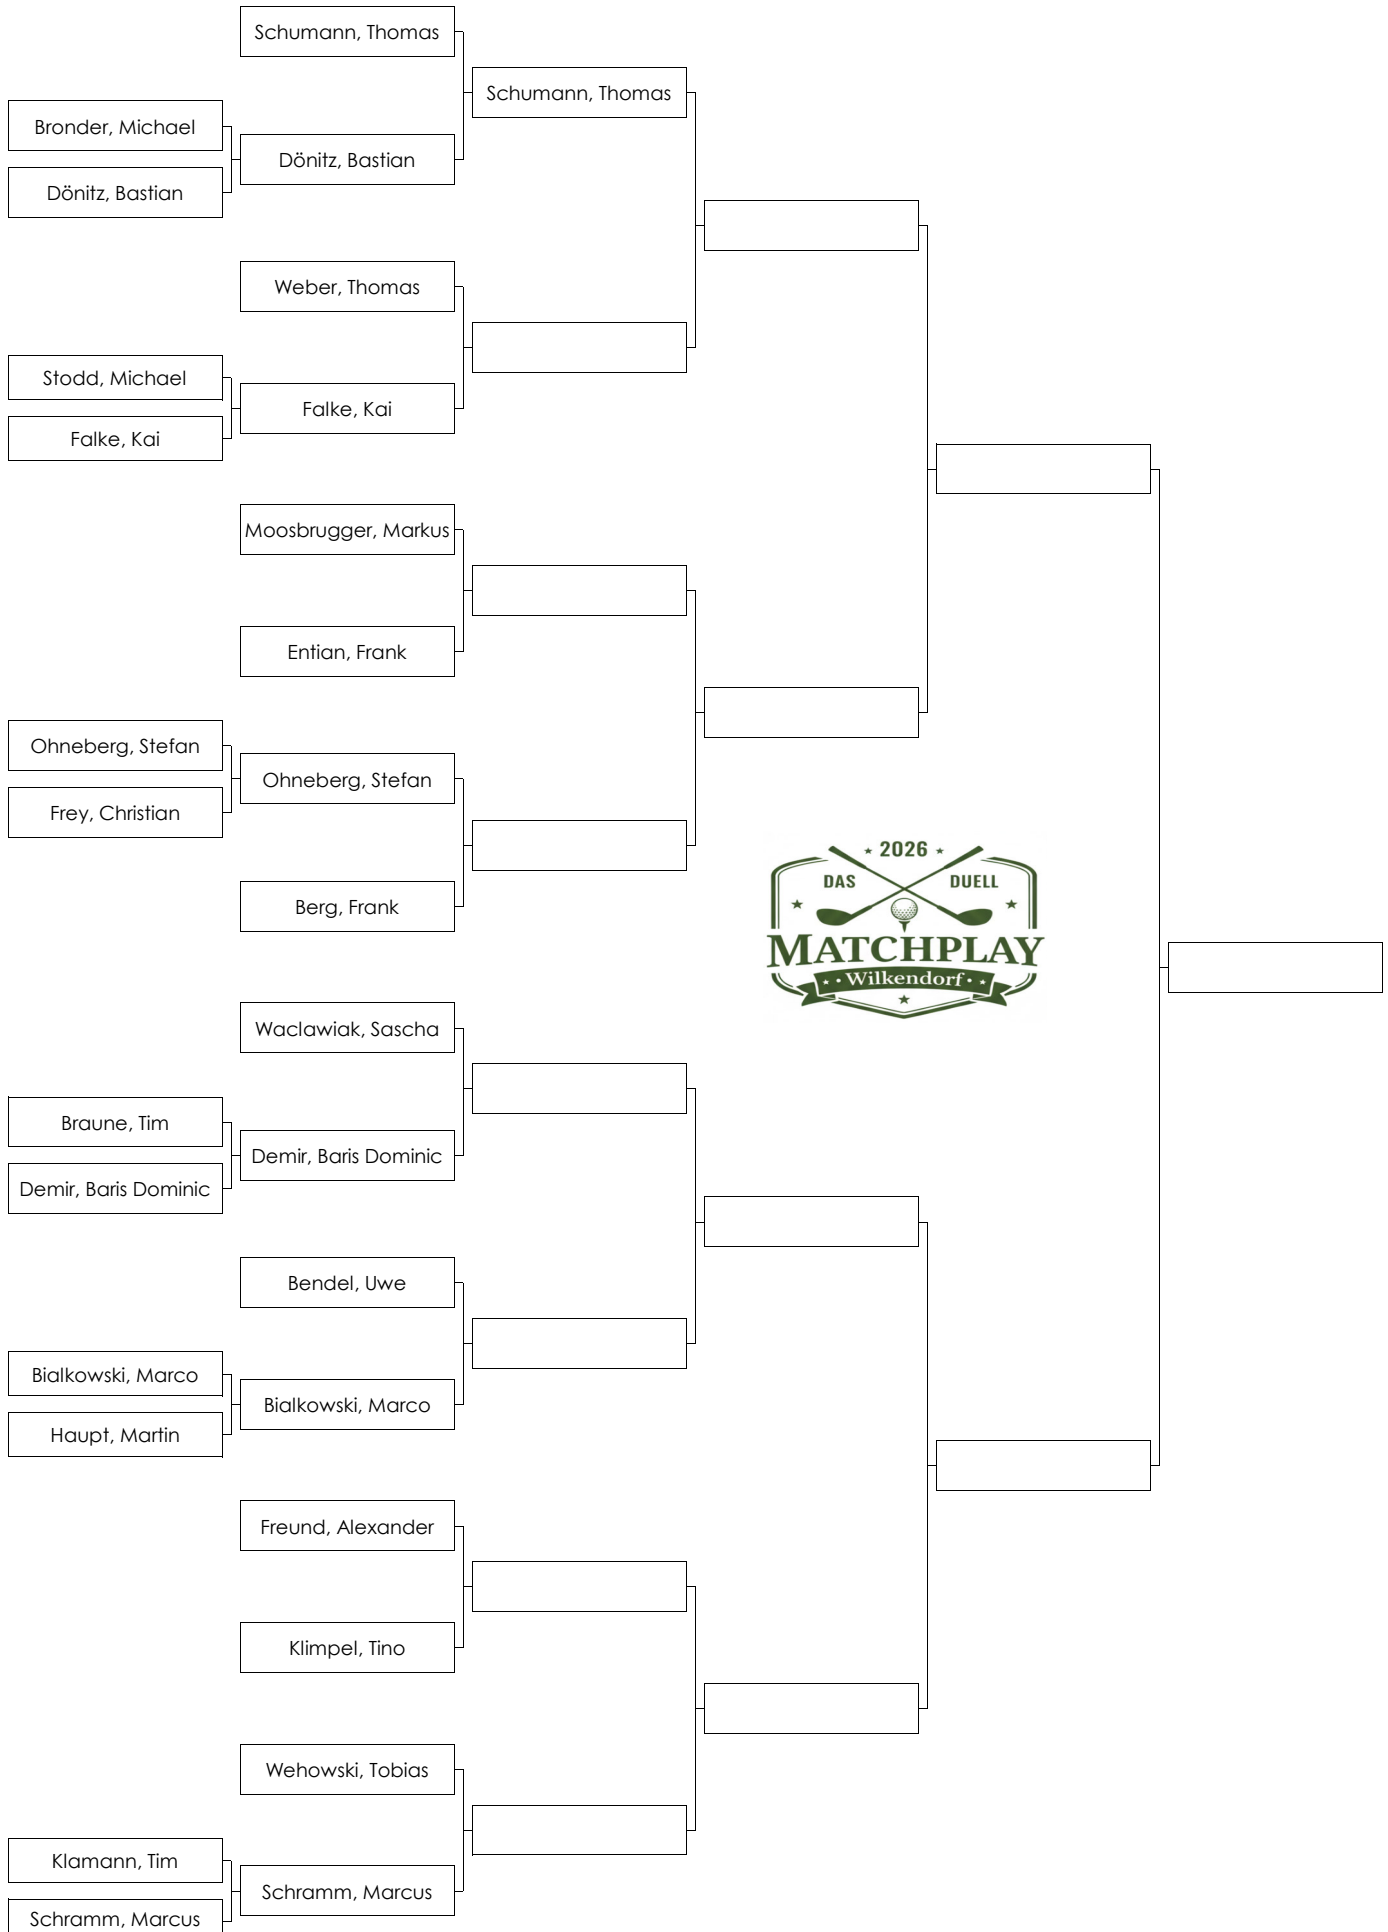 Schumann, Thomas
Schumann, Thomas
Bronder, Michael
Dönitz, Bastian
Dönitz, Bastian
Weber, Thomas
Stodd, Michael
Falke, Kai
Falke, Kai
Moosbrugger, Markus
Entian, Frank
Ohneberg, Stefan
Ohneberg, Stefan
Frey, Christian
Berg, Frank
2026
DAS DUELL
MATCHPLAY
Wilkendorf
Waclawiak, Sascha
Braune, Tim
Demir, Baris Dominic
Demir, Baris Dominic
Bendel, Uwe
Bialkowski, Marco
Bialkowski, Marco
Haupt, Martin
Freund, Alexander
Klimpel, Tino
Wehowski, Tobias
Klamann, Tim
Schramm, Marcus
Schramm, Marcus